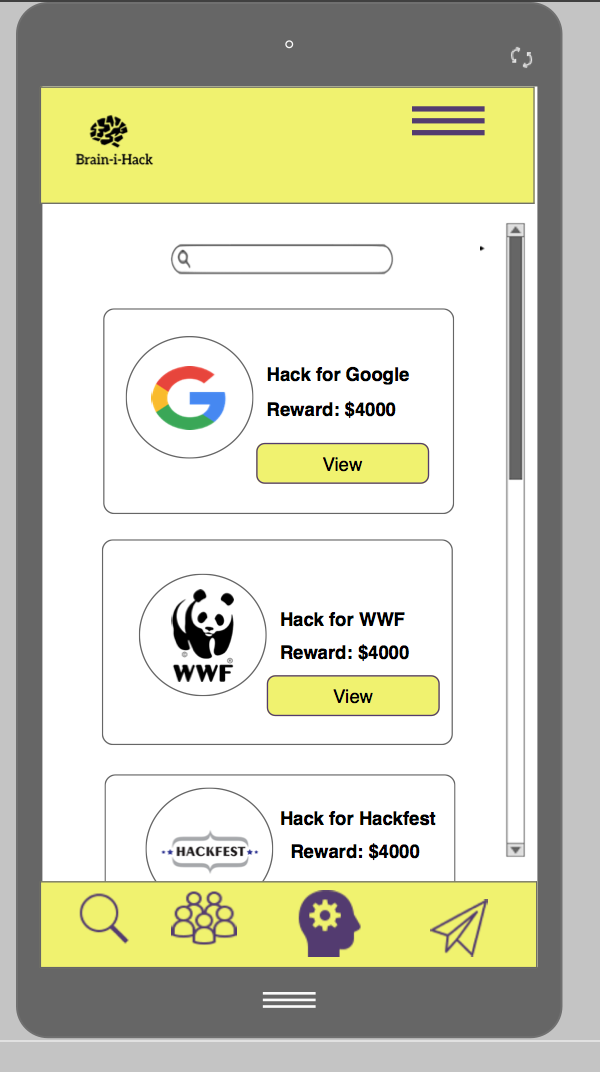 Brain-i-Hack
Hack for Google
Reward: $4000
View
©
WWF
®
Hack for WWF
Reward: $4000
View
HACKFEST
Hack for Hackfest
Reward: $4000